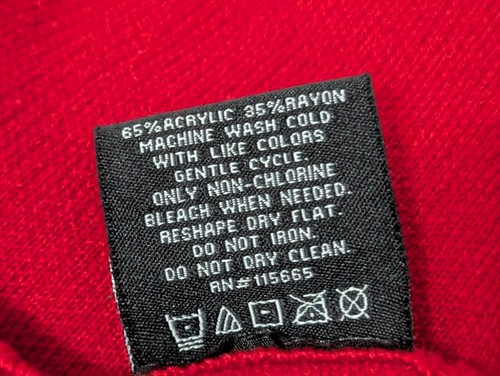 65%ACRYLIC 35%RAYON
MACHINE WASH COLD
WITH LIKE COLORS
GENTLE CYCLE.
ONLY NON-CHLORINE
BLEACH WHEN NEEDED.
RESHAPE DRY FLAT.
DO NOT IRON.
DO NOT DRY CLEAN.
RN#115665